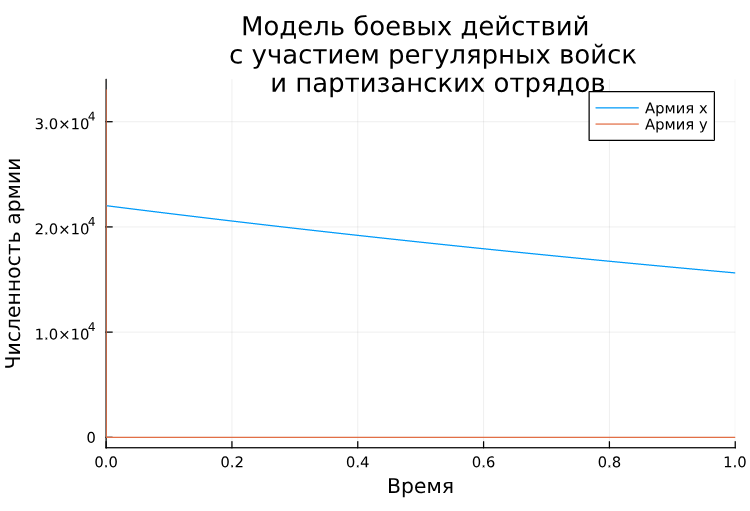 Модель боевых действий
с участием регулярных войск
и партизанских отрядов
Армия x
Армия y
3.0×10⁴
2.0×10⁴
1.0×10⁴
0
Численность армии
0.0 0.2 0.4 0.6 0.8 1.0
Время